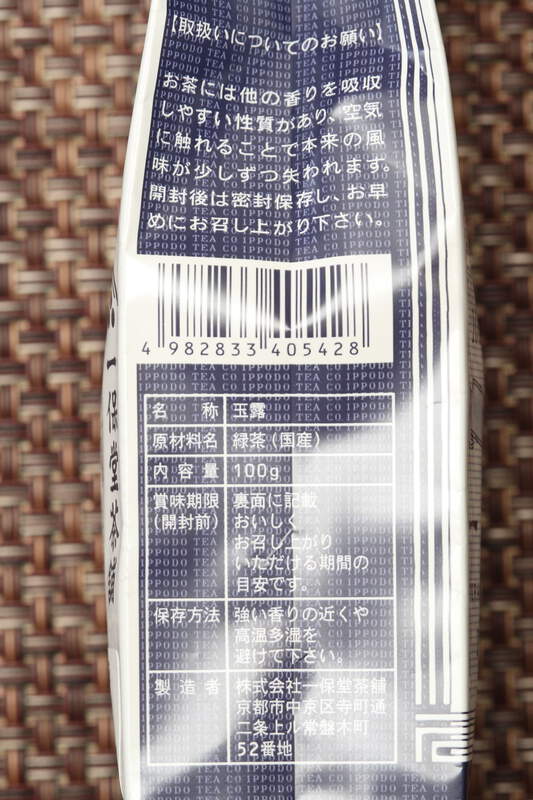 【取扱いについてのお願い】
お茶には他の香りを吸収
しやすい性質があり、空気
に触れることで本来の風
味が少しずつ失われます。
開封後は密封保存し、お早
めにお召し上がり下さい。
4 982833 405428
名称 玉露
原材料名 緑茶(国産)
内容量 100g
賞味期限 裏面に記載
(開封前) おいしく
お召し上がり
いただける期間の
目安です。
保存方法 強い香りの近くや
高温多湿を
避けて下さい。
製造者 株式会社一保堂茶舗
京都市中京区寺町通
二条上ル常盤木町
52番地
一保堂茶舗
IPPODO TEA CO